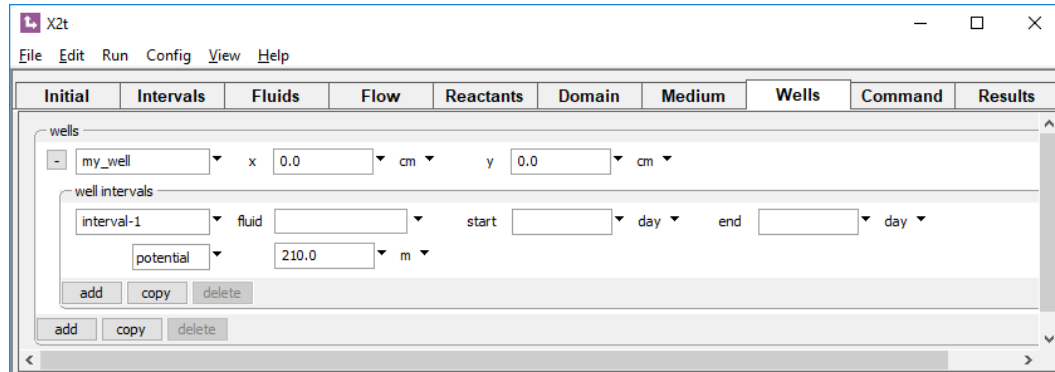 X2t
File Edit Run Config View Help
Initial Intervals Fluids Flow Reactants Domain Medium Wells Command Results
wells
- my_well x 0.0 cm y 0.0 cm
well intervals
interval-1 fluid start day end day
potential 210.0 m
add copy delete
add copy delete